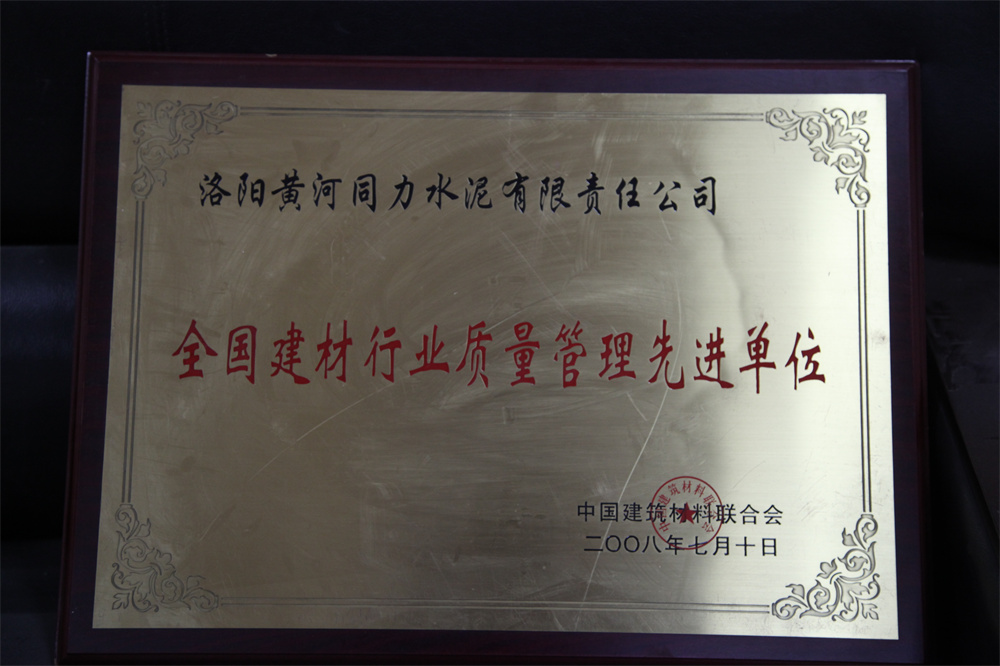 洛阳黄河同力水泥有限责任公司
全国建材行业质量管理先进单位
中国建筑材料联合会
二〇〇八年七月十日